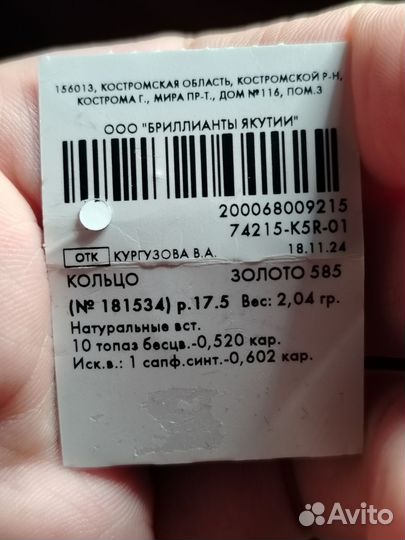 156013, КОСТРОМСКАЯ ОБЛАСТЬ, КОСТРОМСКОЙ Р-Н,
КОСТРОМА Г., МИРА ПР-Т., ДОМ №116, ПОМ.3
ООО "БРИЛЛИАНТЫ ЯКУТИИ"
200068009215
74215-K5R-01
ОТК КУРГУЗОВА В.А. 18.11.24
КОЛЬЦО ЗОЛОТО 585
(№ 181534) р.17.5 Вес: 2,04 гр.
Натуральные вст.
10 топаз бесцв.-0,520 кар.
Иск.в.: 1 сапф.синт.-0,602 кар.
Avito